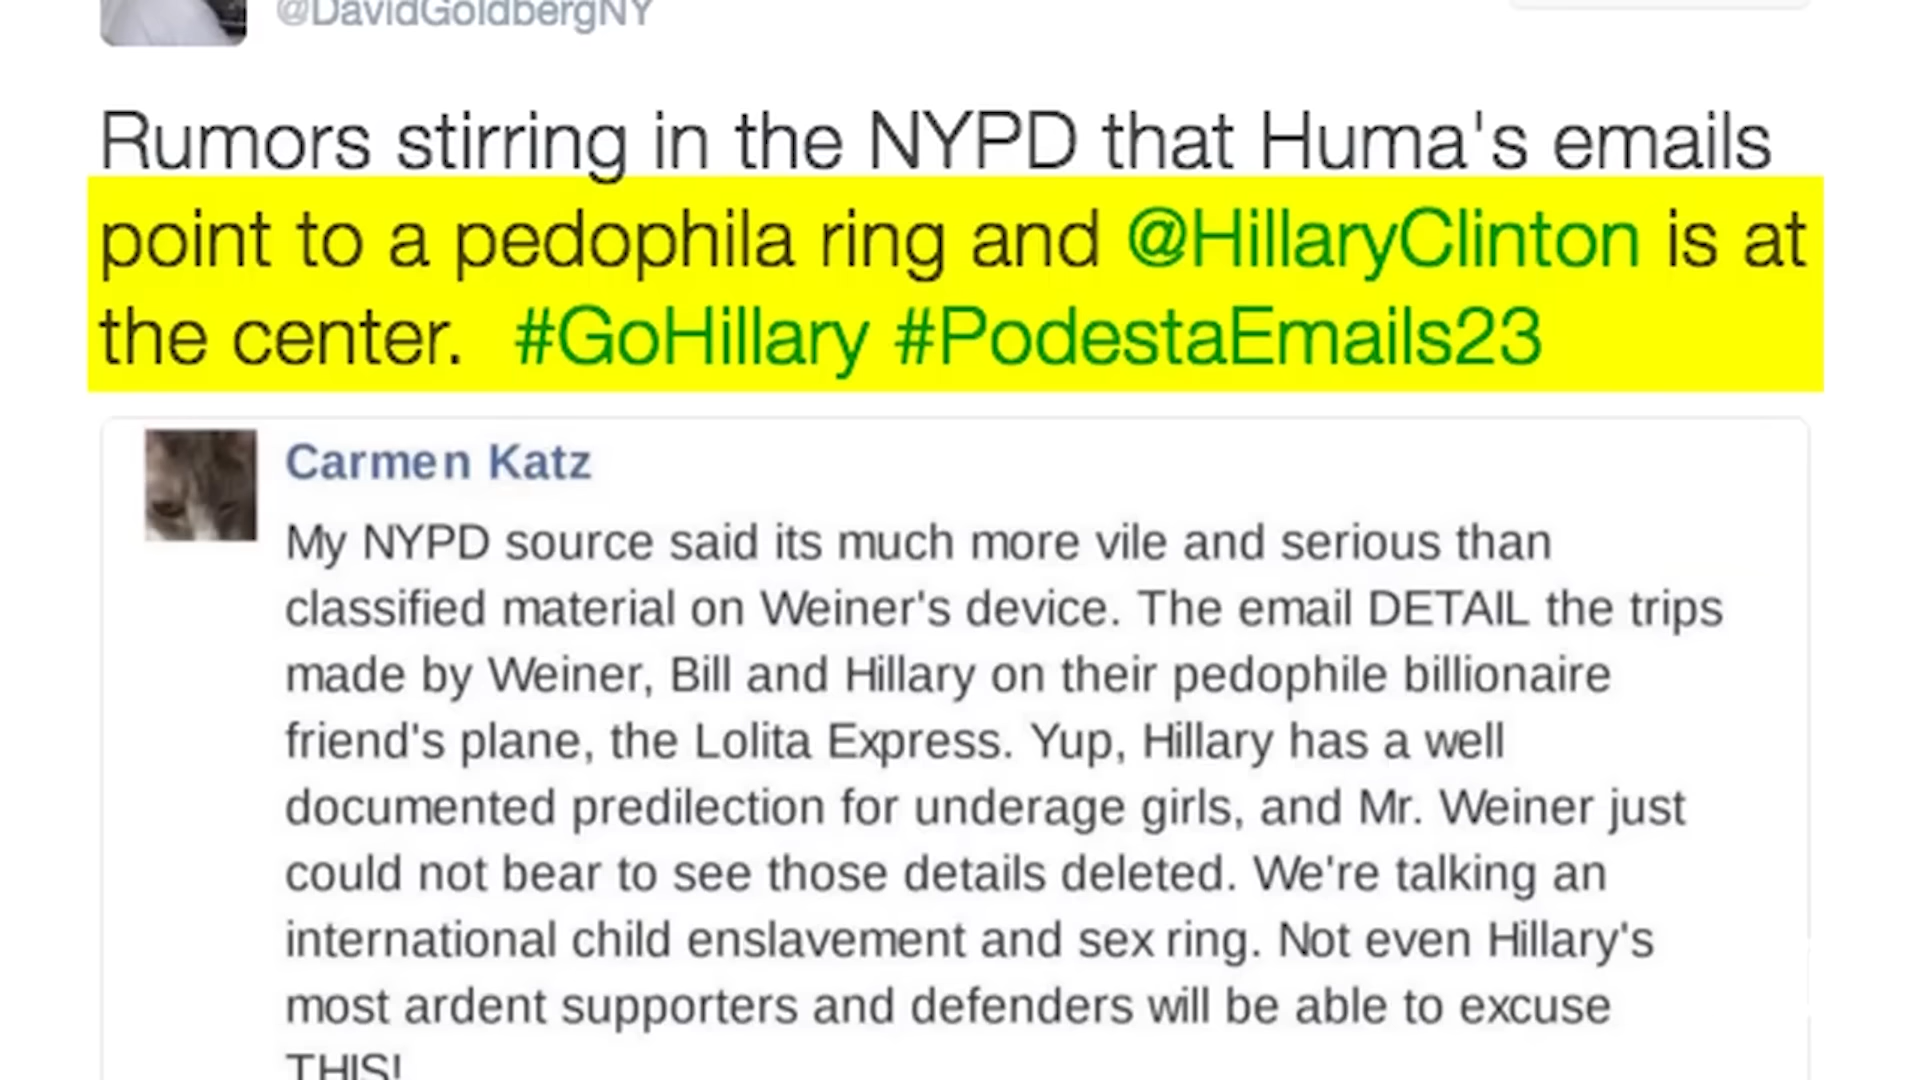 @DavidGoldbergNY
Rumors stirring in the NYPD that Huma's emails
point to a pedophila ring and @HillaryClinton is at
the center. #GoHillary #PodestaEmails23
Carmen Katz
My NYPD source said its much more vile and serious than
classified material on Weiner's device. The email DETAIL the trips
made by Weiner, Bill and Hillary on their pedophile billionaire
friend's plane, the Lolita Express. Yup, Hillary has a well
documented predilection for underage girls, and Mr. Weiner just
could not bear to see those details deleted. We're talking an
international child enslavement and sex ring. Not even Hillary's
most ardent supporters and defenders will be able to excuse
THIS!